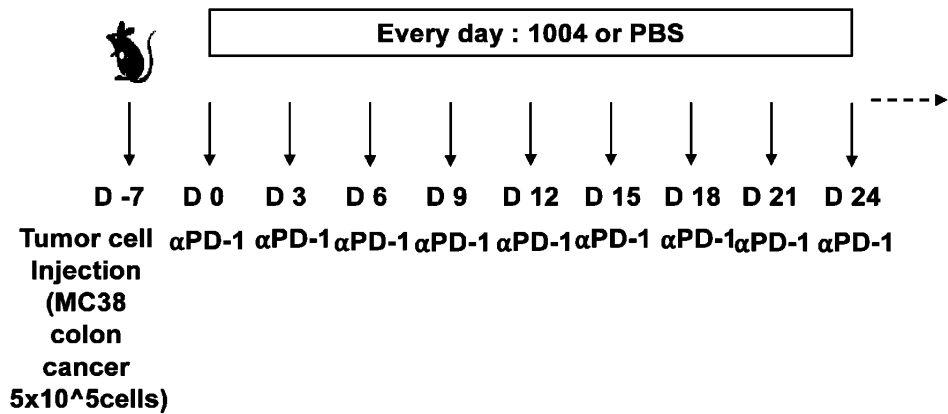 Every day : 1004 or PBS
D -7 D 0 D 3 D 6 D 9 D 12 D 15 D 18 D 21 D 24
Tumor cell αPD-1 αPD-1 αPD-1 αPD-1 αPD-1 αPD-1 αPD-1 αPD-1 αPD-1
Injection
(MC38
colon
cancer
5x10^5cells)